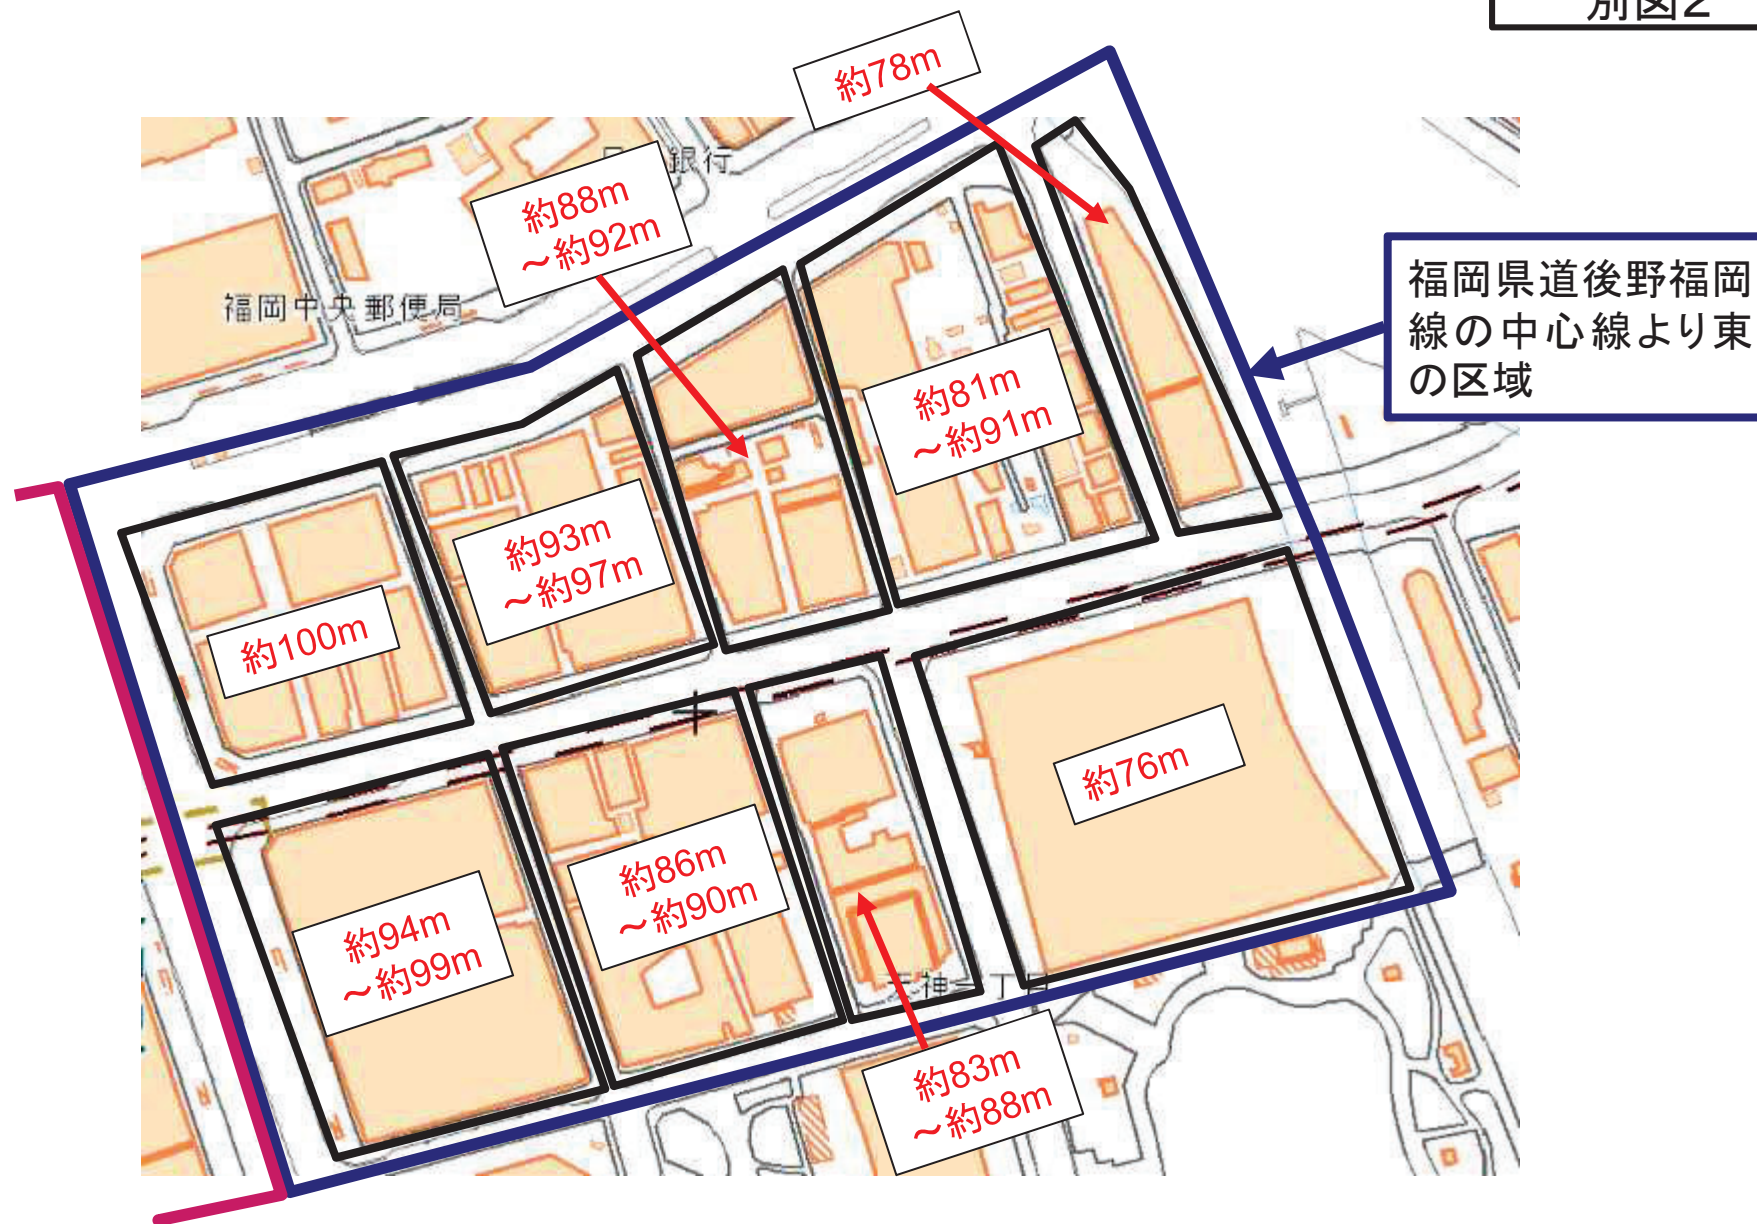 別図2
約78m
銀行
約88m
～約92m
福岡中央郵便局
福岡県道後野福岡
線の中心線より東
の区域
約81m
～約91m
約93m
～約97m
約100m
約76m
約86m
～約90m
約94m
～約99m
天神一丁目
約83m
～約88m